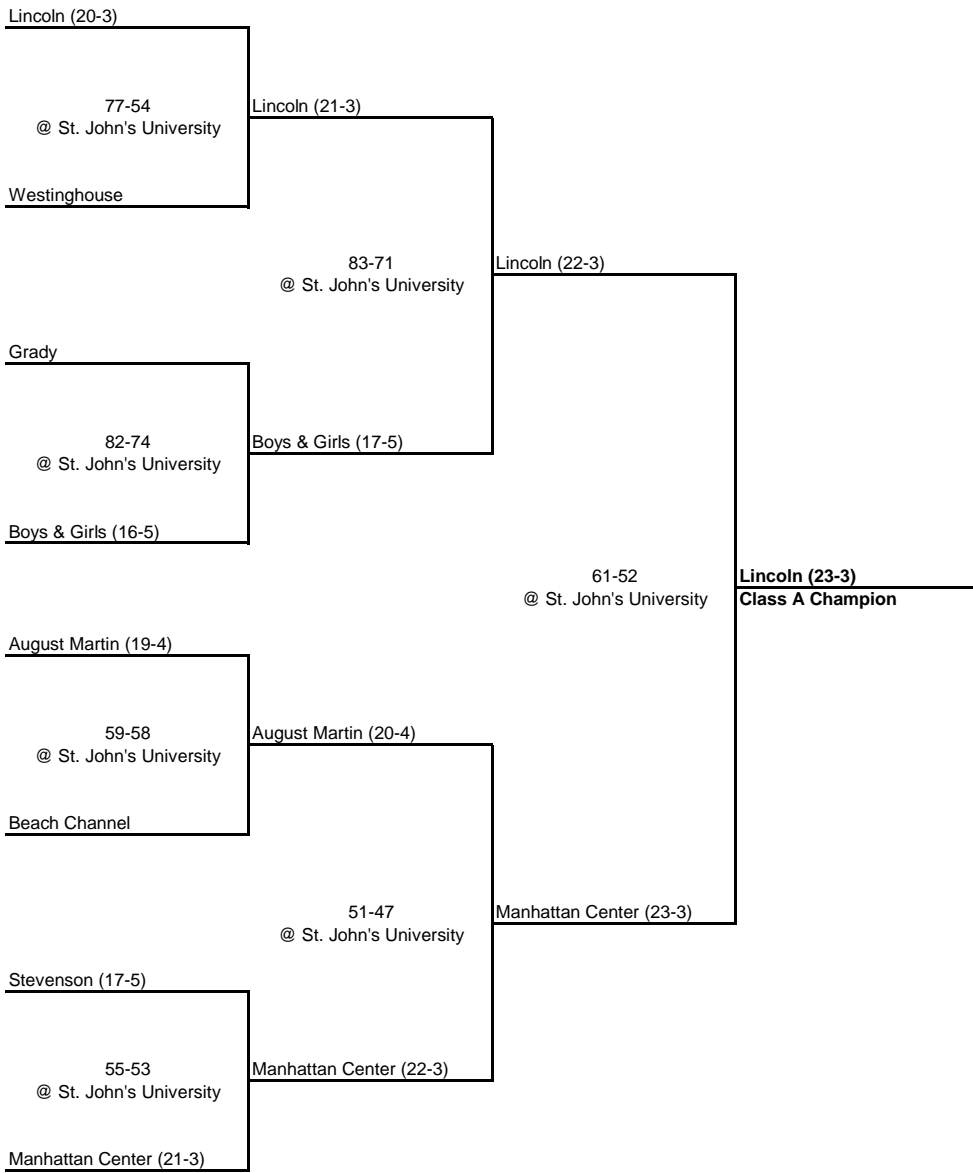 Lincoln (20-3)
77-54
@ St. John's University
Lincoln (21-3)
Westinghouse
83-71
@ St. John's University
Lincoln (22-3)
Grady
82-74
@ St. John's University
Boys & Girls (17-5)
Boys & Girls (16-5)
61-52
@ St. John's University
Lincoln (23-3)
Class A Champion
August Martin (19-4)
59-58
@ St. John's University
August Martin (20-4)
Beach Channel
51-47
@ St. John's University
Manhattan Center (23-3)
Stevenson (17-5)
55-53
@ St. John's University
Manhattan Center (22-3)
Manhattan Center (21-3)